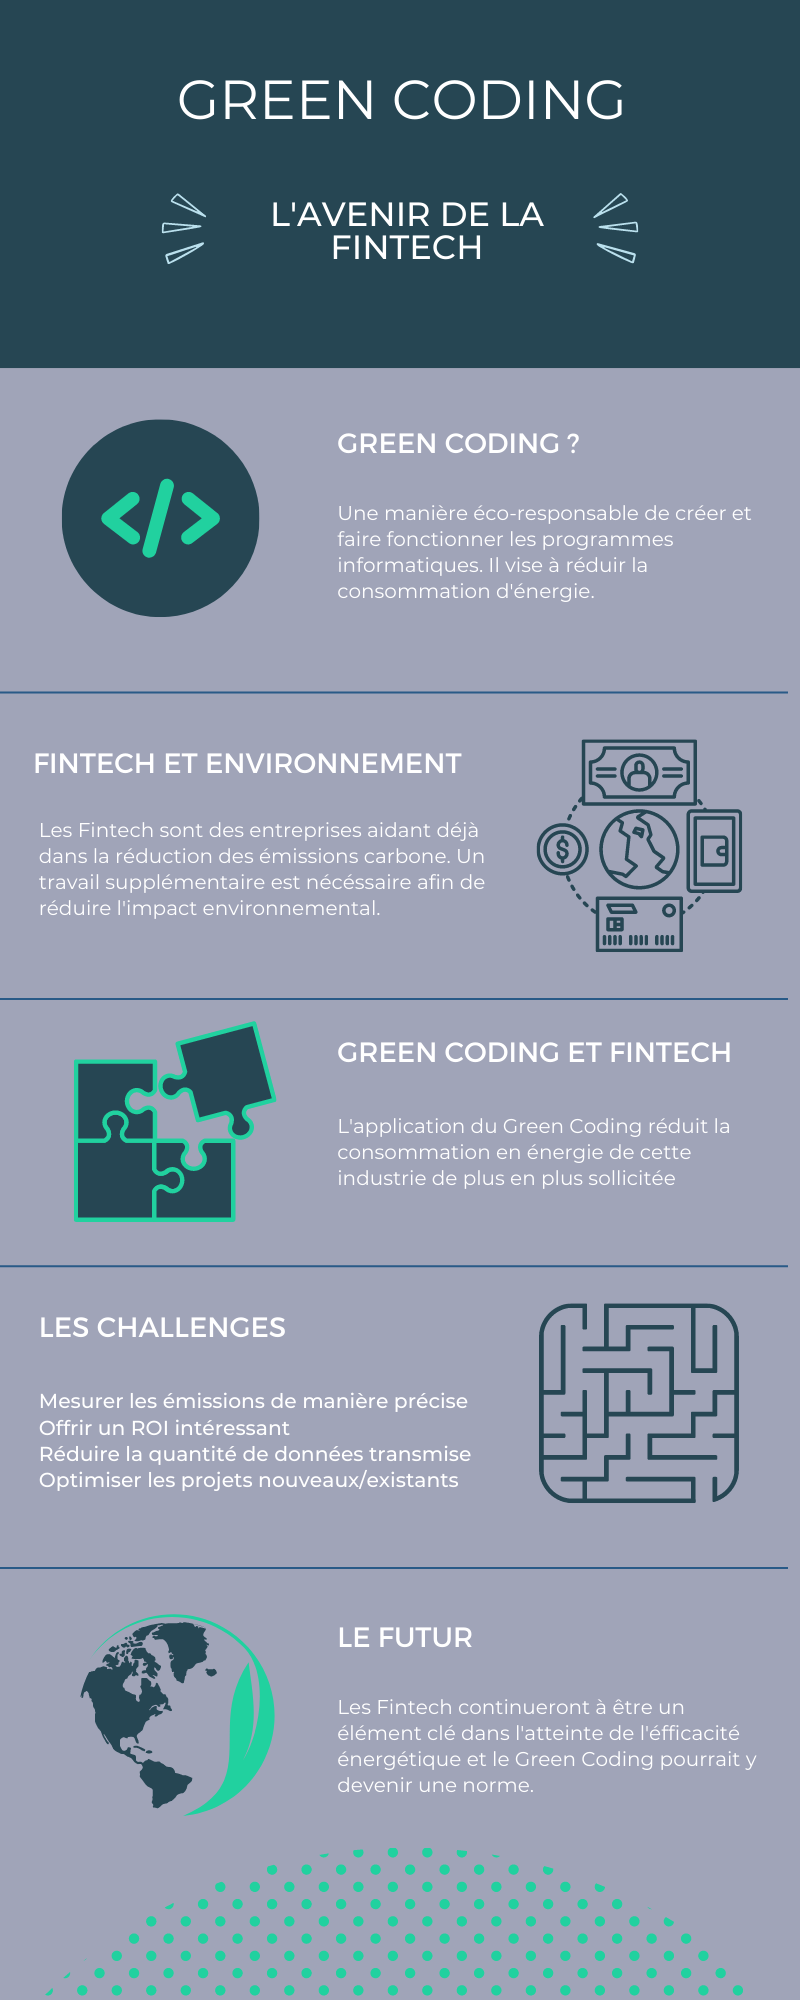 GREEN CODING
L'AVENIR DE LA
FINTECH
GREEN CODING ?
Une manière éco-responsable de créer et
faire fonctionner les programmes
informatiques. Il vise à réduir la
consommation d'énergie.
FINTECH ET ENVIRONNEMENT
Les Fintech sont des entreprises aidant déjà
dans la réduction des émissions carbone. Un
travail supplémentaire est nécéssaire afin de
réduire l'impact environnemental.
$
GREEN CODING ET FINTECH
L'application du Green Coding réduit la
consommation en énergie de cette
industrie de plus en plus sollicitée
LES CHALLENGES
Mesurer les émissions de manière précise
Offrir un ROI intéressant
Réduire la quantité de données transmise
Optimiser les projets nouveaux/existants
LE FUTUR
Les Fintech continueront à être un
élément clé dans l'atteinte de l'éfficacité
énergétique et le Green Coding pourrait y
devenir une norme.